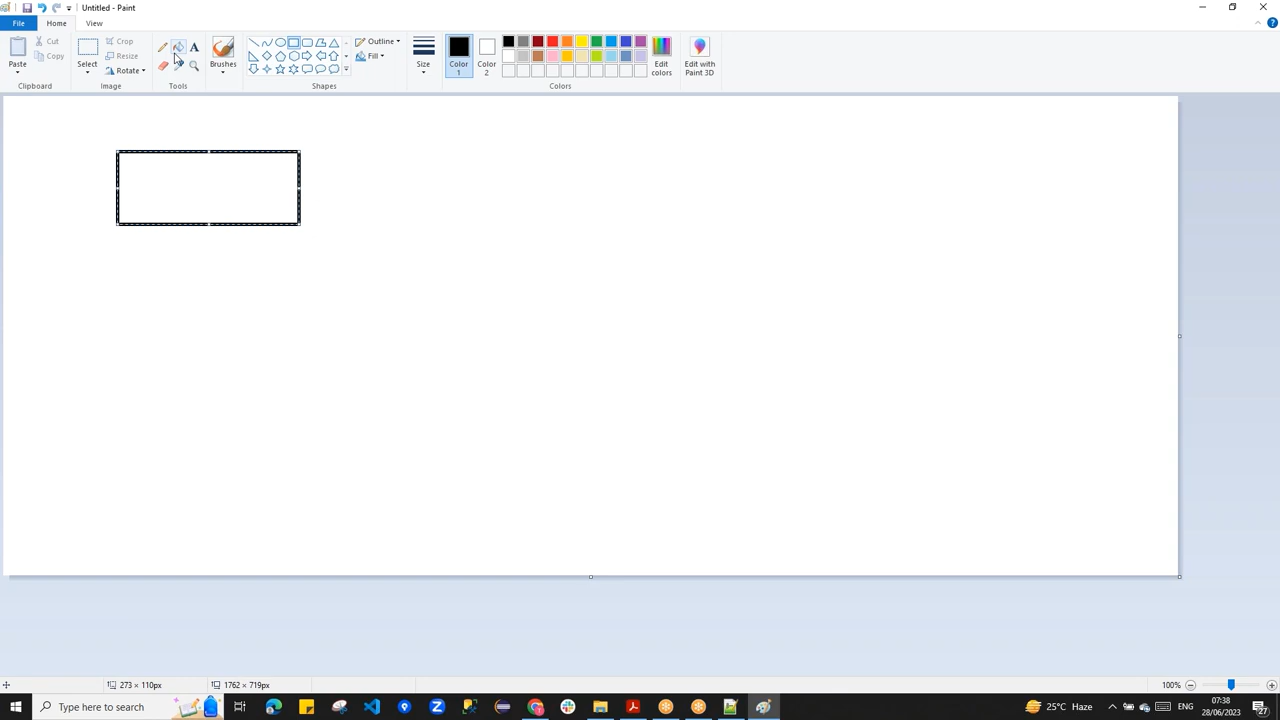 Untitled - Paint
File
Home
View
Paste
Cut
Copy
Select
Crop
Resize
Rotate
A
Brushes
Outline
Fill
Size
Color 1
Color 2
Edit colors
Edit with Paint 3D
Clipboard
Image
Tools
Shapes
Colors
273 × 110px
1762 × 719px
100%
Type here to search
25°C Haze
ENG
07:38
28/06/2023